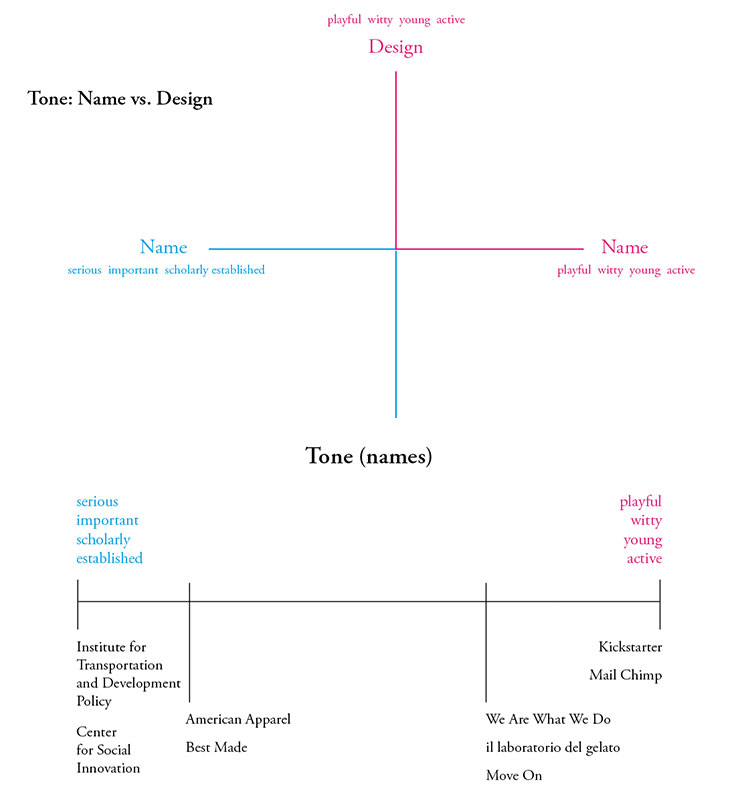 playful witty young active
Design
Tone: Name vs. Design
Name
Name
serious important scholarly established
playful witty young active
Tone (names)
serious
important
scholarly
established
playful
witty
young
active
Institute for
Transportation
and Development
Policy
Center
for Social
Innovation
American Apparel
Best Made
We Are What We Do
il laboratorio del gelato
Move On
Kickstarter
Mail Chimp